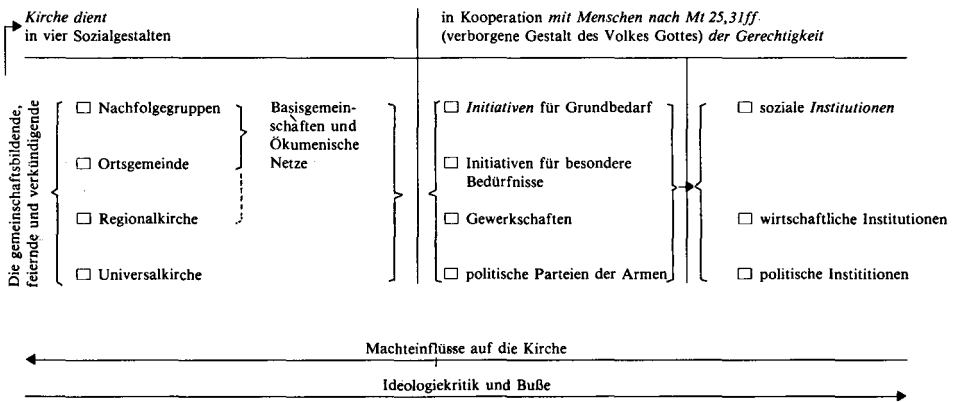 Kirche dient
in vier Sozialgestalten
in Kooperation mit Menschen nach Mt 25,31ff.
(verborgene Gestalt des Volkes Gottes) der Gerechtigkeit
Die gemeinschaftsbildende,
feiernde und verkündigende
Nachfolgegruppen
Ortsgemeinde
Regionalkirche
Universalkirche
Basisgemein-
schaften und
Ökumenische
Netze
Initiativen für Grundbedarf
Initiativen für besondere
Bedürfnisse
Gewerkschaften
politische Parteien der Armen
soziale Institutionen
wirtschaftliche Institutionen
politische Instititionen
Machteinflüsse auf die Kirche
Ideologiekritik und Buße